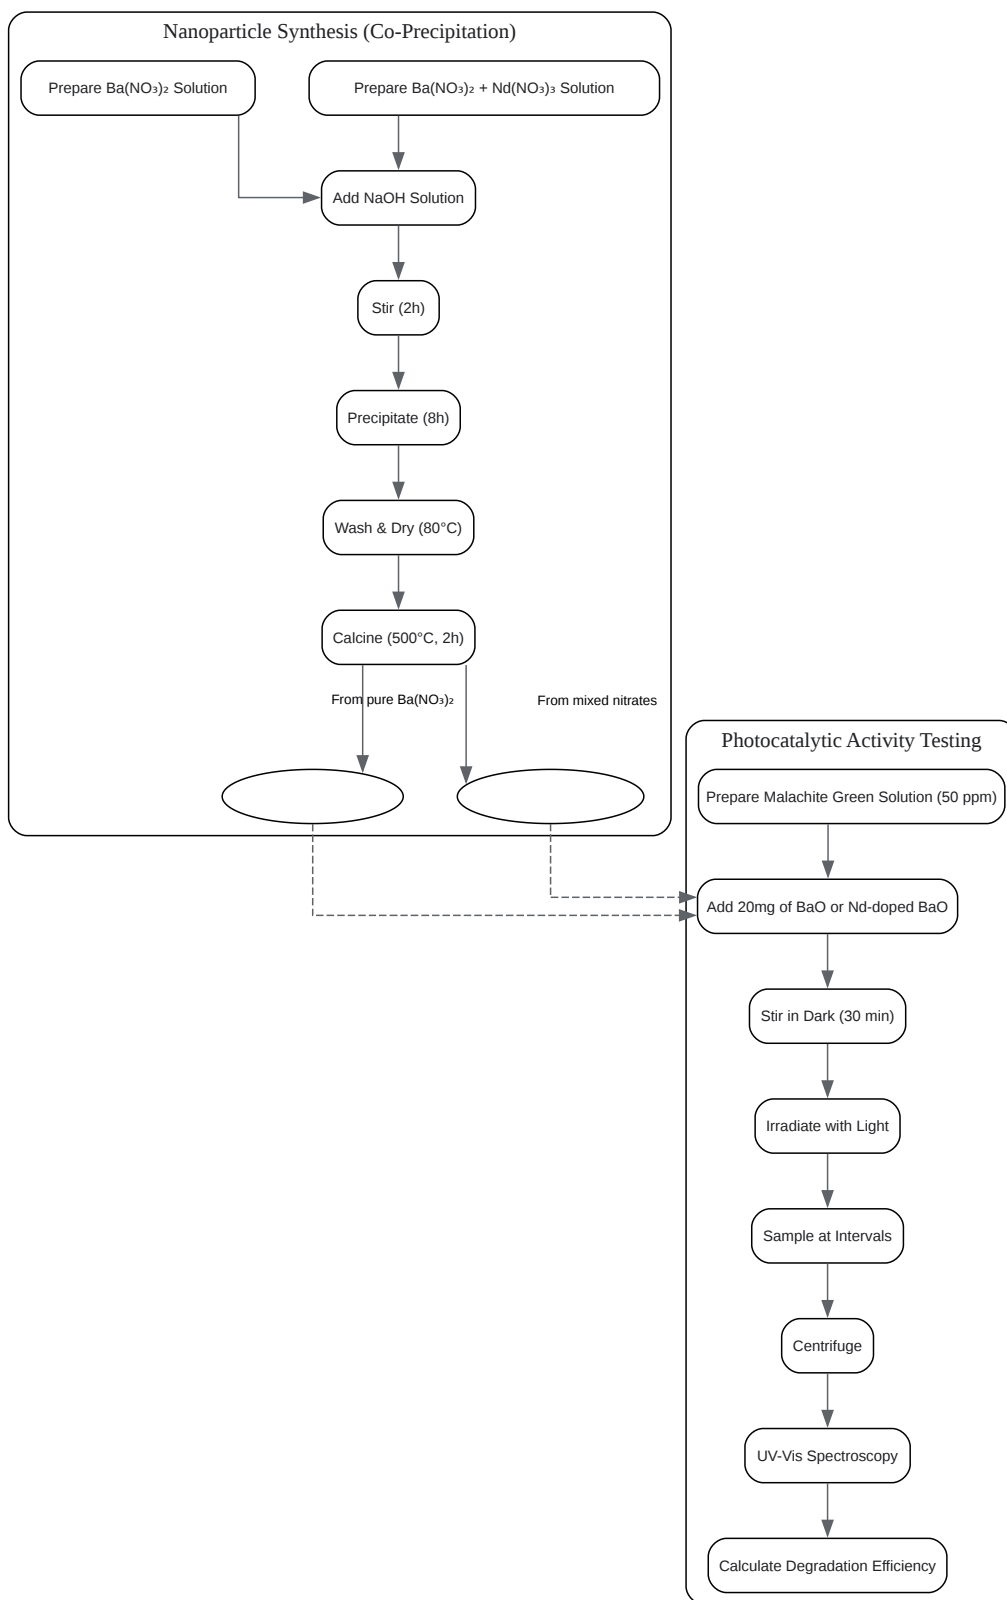 Nanoparticle Synthesis (Co-Precipitation)
Prepare Ba(NO₃)₂ Solution
Prepare Ba(NO₃)₂ + Nd(NO₃)₃ Solution
Add NaOH Solution
Stir (2h)
Precipitate (8h)
Wash & Dry (80°C)
Calcine (500°C, 2h)
From pure Ba(NO₃)₂
From mixed nitrates
Photocatalytic Activity Testing
Prepare Malachite Green Solution (50 ppm)
Add 20mg of BaO or Nd-doped BaO
Stir in Dark (30 min)
Irradiate with Light
Sample at Intervals
Centrifuge
UV-Vis Spectroscopy
Calculate Degradation Efficiency